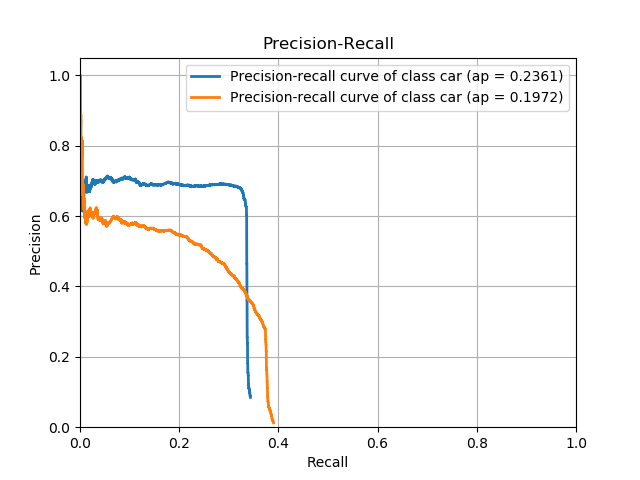 Precision-Recall
Precision-recall curve of class car (ap = 0.2361)
Precision-recall curve of class car (ap = 0.1972)
1.0
0.8
0.6
0.4
0.2
0.0
Precision
0.0 0.2 0.4 0.6 0.8 1.0
Recall